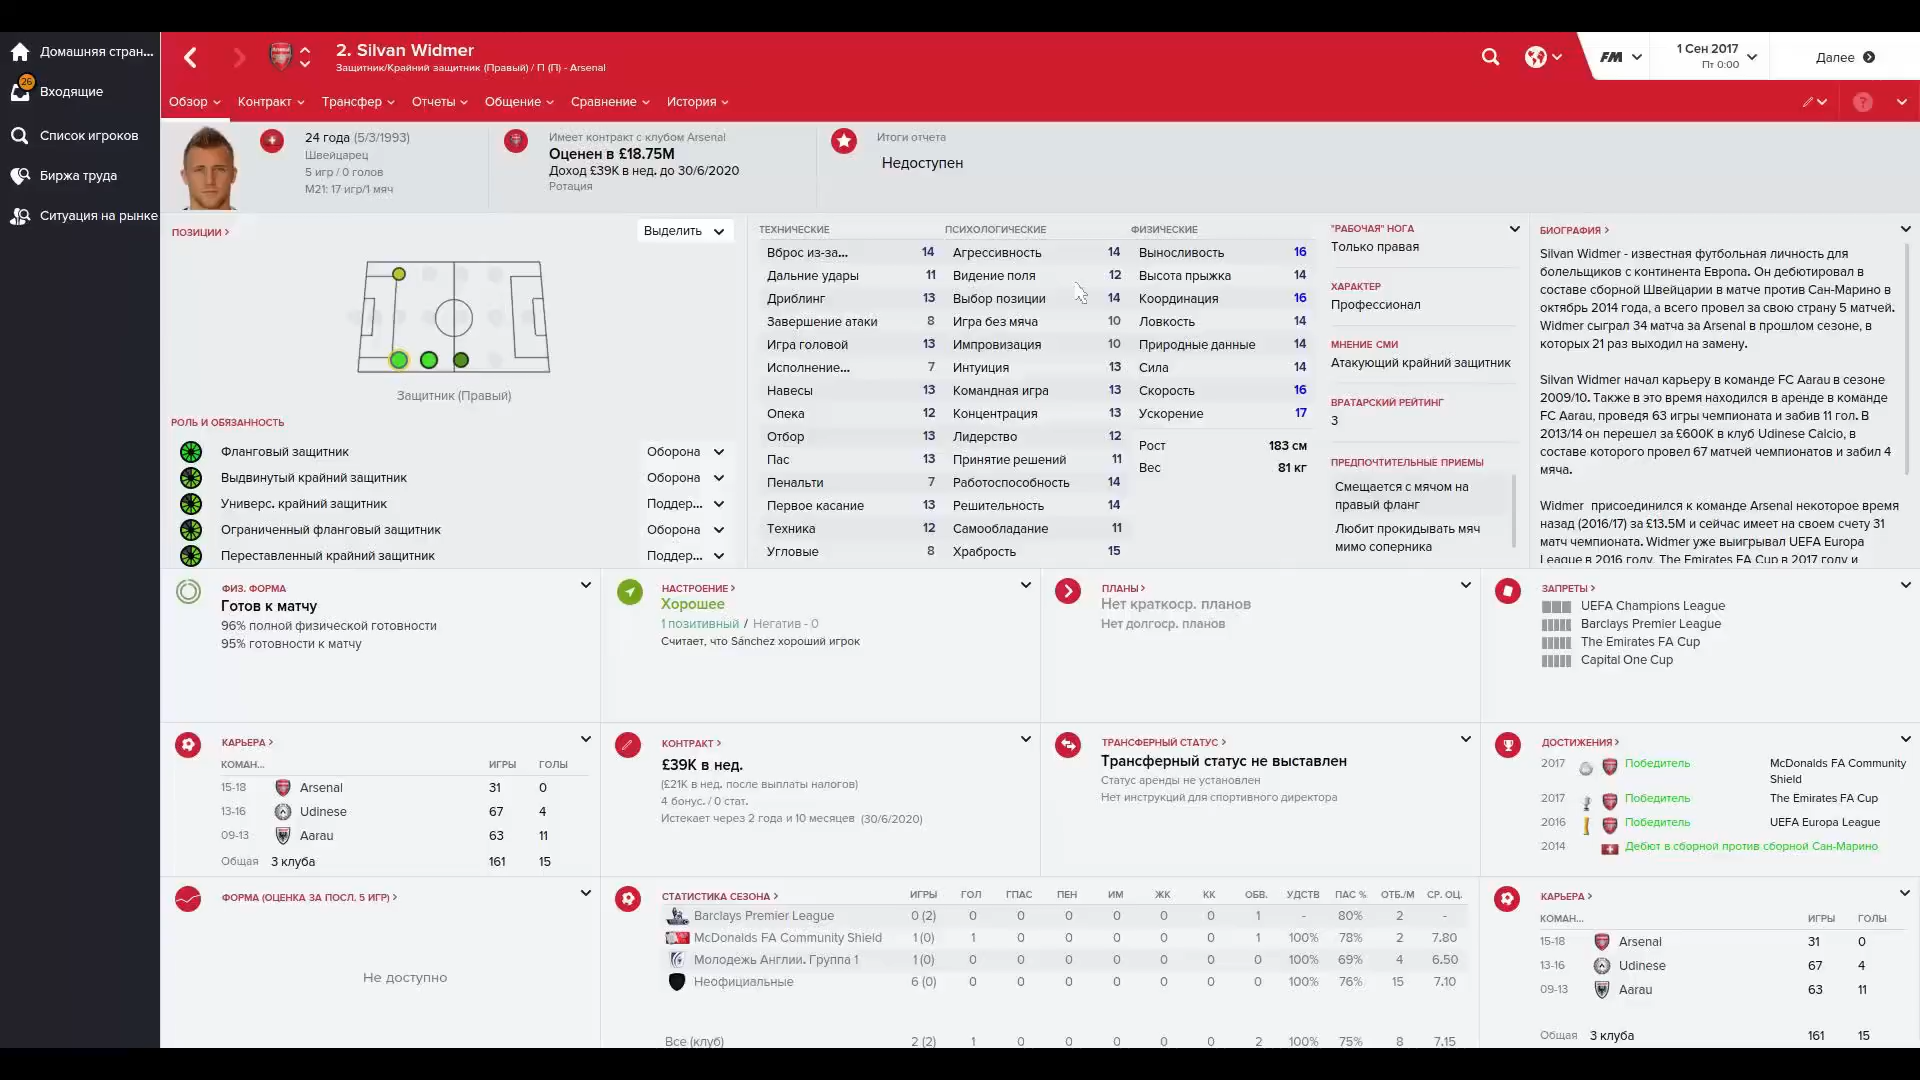 Домашняя стран...
26
Входящие
Список игроков
Биржа труда
Ситуация на рынке
2. Silvan Widmer
Защитник/Крайний защитник (Правый) / П (П) - Arsenal
FM
1 Сен 2017
Пт 0:00
Далее
Обзор
Контракт
Трансфер
Отчеты
Общение
Сравнение
История
?
24 года (5/3/1993)
Швейцарец
5 игр / 0 голов
М21: 17 игр/1 мяч
Имеет контракт с клубом Arsenal
Оценен в £18.75M
Доход £39K в нед. до 30/6/2020
Ротация
Итоги отчета
Недоступен
ПОЗИЦИИ >
Выделить
Защитник (Правый)
РОЛЬ И ОБЯЗАННОСТЬ
Фланговый защитник Оборона
Выдвинутый крайний защитник Оборона
Универс. крайний защитник Поддер...
Ограниченный фланговый защитник Оборона
Переставленный крайний защитник Поддер...
ТЕХНИЧЕСКИЕ
Вброс из-за... 14
Дальние удары 11
Дриблинг 13
Завершение атаки 8
Игра головой 13
Исполнение... 7
Навесы 13
Опека 12
Отбор 13
Пас 13
Пенальти 7
Первое касание 13
Техника 12
Угловые 8
ПСИХОЛОГИЧЕСКИЕ
Агрессивность 14
Видение поля 12
Выбор позиции 14
Игра без мяча 10
Импровизация 10
Интуиция 13
Командная игра 13
Концентрация 13
Лидерство 12
Принятие решений 11
Работоспособность 14
Решительность 14
Самообладание 11
Храбрость 15
ФИЗИЧЕСКИЕ
Выносливость 16
Высота прыжка 14
Координация 16
Ловкость 14
Природные данные 14
Сила 14
Скорость 16
Ускорение 17
Рост 183 см
Вес 81 кг
"РАБОЧАЯ" НОГА
Только правая
ХАРАКТЕР
Профессионал
МНЕНИЕ СМИ
Атакующий крайний защитник
ВРАТАРСКИЙ РЕЙТИНГ
3
ПРЕДПОЧТИТЕЛЬНЫЕ ПРИЕМЫ
Смещается с мячом на
правый фланг
Любит прокидывать мяч
мимо соперника
БИОГРАФИЯ >
Silvan Widmer - известная футбольная личность для
болельщиков с континента Европа. Он дебютировал в
составе сборной Швейцарии в матче против Сан-Марино в
октябрь 2014 года, а всего провел за свою страну 5 матчей.
Widmer сыграл 34 матча за Arsenal в прошлом сезоне, в
которых 21 раз выходил на замену.
Silvan Widmer начал карьеру в команде FC Aarau в сезоне
2009/10. Также в это время находился в аренде в команде
FC Aarau, проведя 63 игры чемпионата и забив 11 гол. В
2013/14 он перешел за £600K в клуб Udinese Calcio, в
составе которого провел 67 матчей чемпионатов и забил 4
мяча.
Widmer присоединился к команде Arsenal некоторое время
назад (2016/17) за £13.5M и сейчас имеет на своем счету 31
матч чемпионата. Widmer уже выигрывал UEFA Europa
League в 2016 году, The Emirates FA Cup в 2017 году и
ФИЗ. ФОРМА
Готов к матчу
96% полной физической готовности
95% готовности к матчу
НАСТРОЕНИЕ >
Хорошее
1 позитивный / Негатив - 0
Считает, что Sánchez хороший игрок
ПЛАНЫ >
Нет краткоср. планов
Нет долгоср. планов
ЗАПРЕТЫ >
UEFA Champions League
Barclays Premier League
The Emirates FA Cup
Capital One Cup
КАРЬЕРА >
КОМАН... ИГРЫ ГОЛЫ
15-18 Arsenal 31 0
13-16 Udinese 67 4
09-13 Aarau 63 11
Общая 3 клуба 161 15
КОНТРАКТ >
£39K в нед.
(£21K в нед. после выплаты налогов)
4 бонус. / 0 стат.
Истекает через 2 года и 10 месяцев (30/6/2020)
ТРАНСФЕРНЫЙ СТАТУС >
Трансферный статус не выставлен
Статус аренды не установлен
Нет инструкций для спортивного директора
ДОСТИЖЕНИЯ >
2017 Победитель McDonalds FA Community
Shield
2017 Победитель The Emirates FA Cup
2016 Победитель UEFA Europa League
2014 Дебют в сборной против сборной Сан-Марино
ФОРМА (ОЦЕНКА ЗА ПОСЛ. 5 ИГР) >
Не доступно
СТАТИСТИКА СЕЗОНА > ИГРЫ ГОЛ ГПАС ПЕН ИМ ЖК КК ОБВ. УДСТВ ПАС % ОТБ./М СР. ОЦ.
Barclays Premier League 0 (2) 0 0 0 0 0 0 1 - 80% 2 -
McDonalds FA Community Shield 1 (0) 1 0 0 0 0 0 1 100% 78% 2 7.80
Молодежь Англии. Группа 1 1 (0) 0 0 0 0 0 0 0 100% 69% 4 6.50
Неофициальные 6 (0) 0 0 0 0 0 0 0 100% 76% 15 7.10
Все (клуб) 2 (2) 1 0 0 0 0 0 2 100% 75% 8 7.15
КАРЬЕРА >
КОМАН... ИГРЫ ГОЛЫ
15-18 Arsenal 31 0
13-16 Udinese 67 4
09-13 Aarau 63 11
Общая 3 клуба 161 15